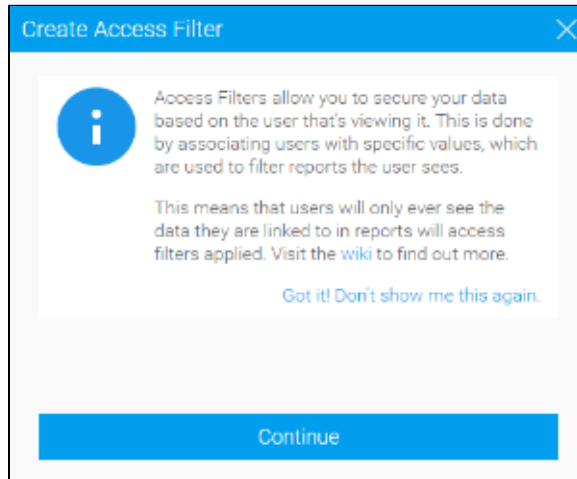 Create Access Filter
Access Filters allow you to secure your data
based on the user that's viewing it. This is done
by associating users with specific values, which
are used to filter reports the user sees.
This means that users will only ever see the
data they are linked to in reports will access
filters applied. Visit the wiki to find out more.
Got it! Don't show me this again.
Continue